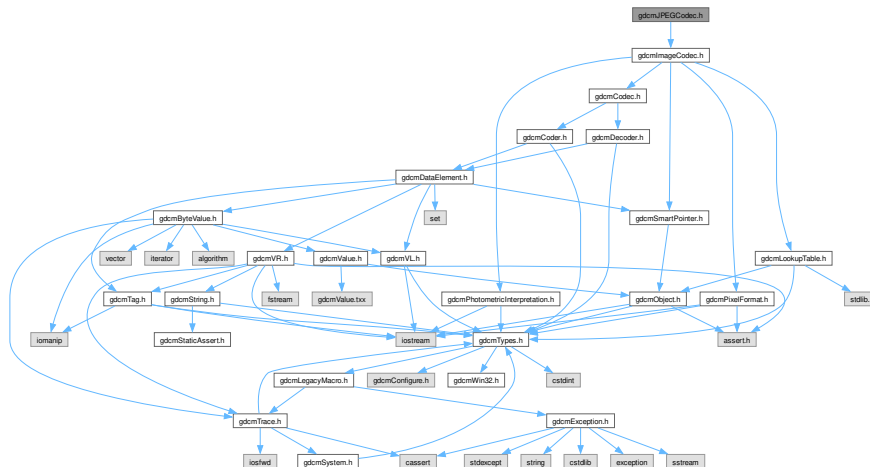 gdcmJPEGCodec.h
gdcmImageCodec.h
gdcmCodec.h
gdcmCoder.h
gdcmDecoder.h
gdcmDataElement.h
gdcmByteValue.h
set
gdcmSmartPointer.h
vector
iterator
algorithm
gdcmVR.h
gdcmValue.h
gdcmVL.h
gdcmLookupTable.h
gdcmTag.h
gdcmString.h
fstream
gdcmValue.txx
gdcmPhotometricInterpretation.h
gdcmObject.h
gdcmPixelFormat.h
stdlib.
iomanip
gdcmStaticAssert.h
iostream
gdcmTypes.h
assert.h
gdcmLegacyMacro.h
gdcmConfigure.h
gdcmWin32.h
cstdint
gdcmTrace.h
gdcmException.h
iosfwd
gdcmSystem.h
cassert
stdexcept
string
cstdlib
exception
sstream